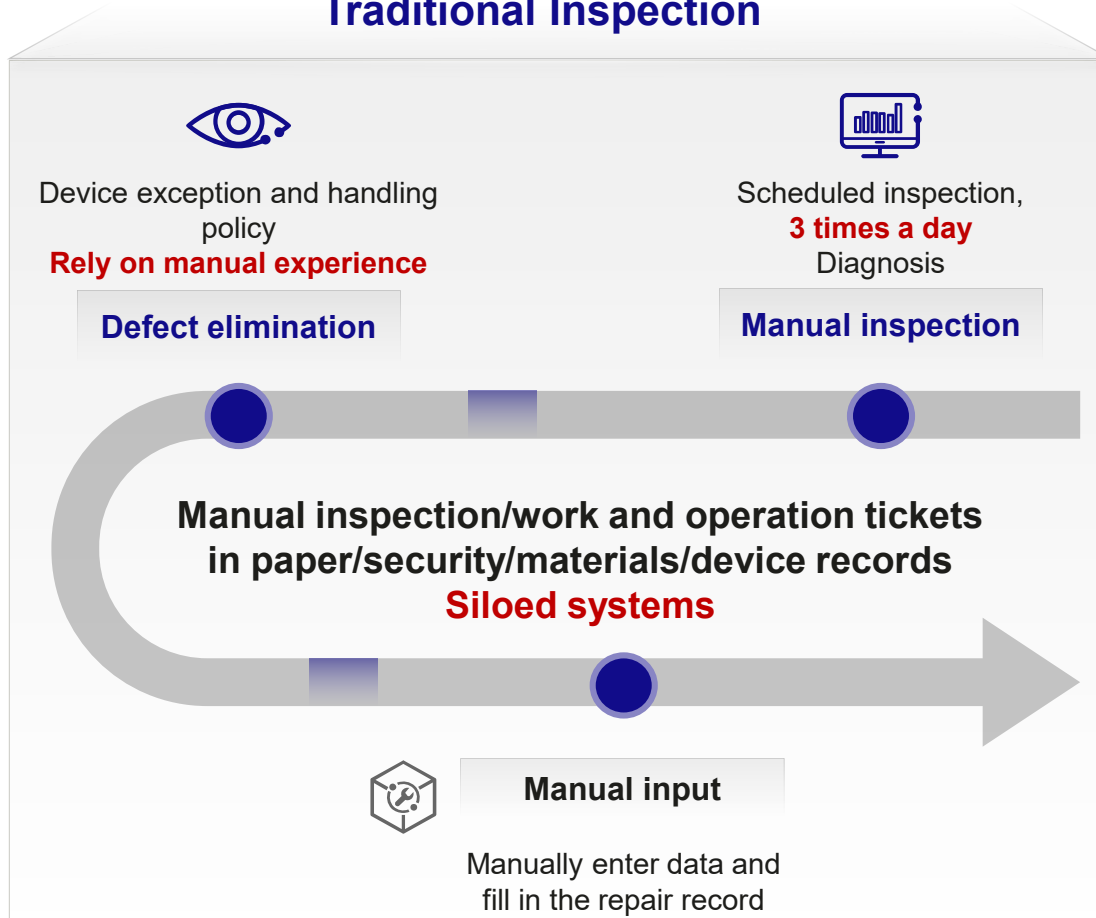 Traditional Inspection
Device exception and handling
policy
Rely on manual experience
Defect elimination
Scheduled inspection,
3 times a day
Diagnosis
Manual inspection
Manual inspection/work and operation tickets
in paper/security/materials/device records
Siloed systems
Manual input
Manually enter data and
fill in the repair record